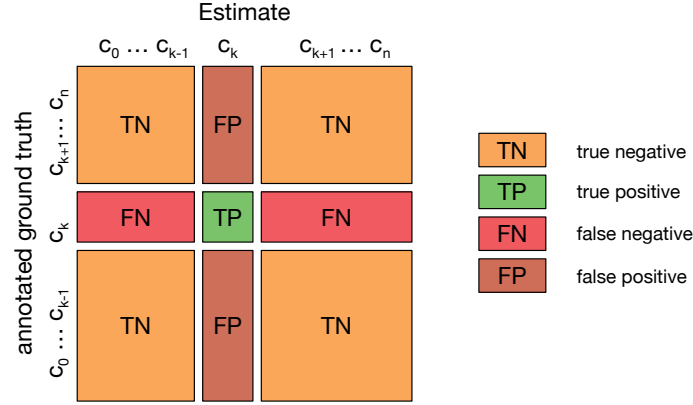 Estimate
c0 … ck-1 ck ck+1 … cn
annotated ground truth
ck+1 … cn
TN FP TN
ck
FN TP FN
c0 … ck-1
TN FP TN
TN true negative
TP true positive
FN false negative
FP false positive